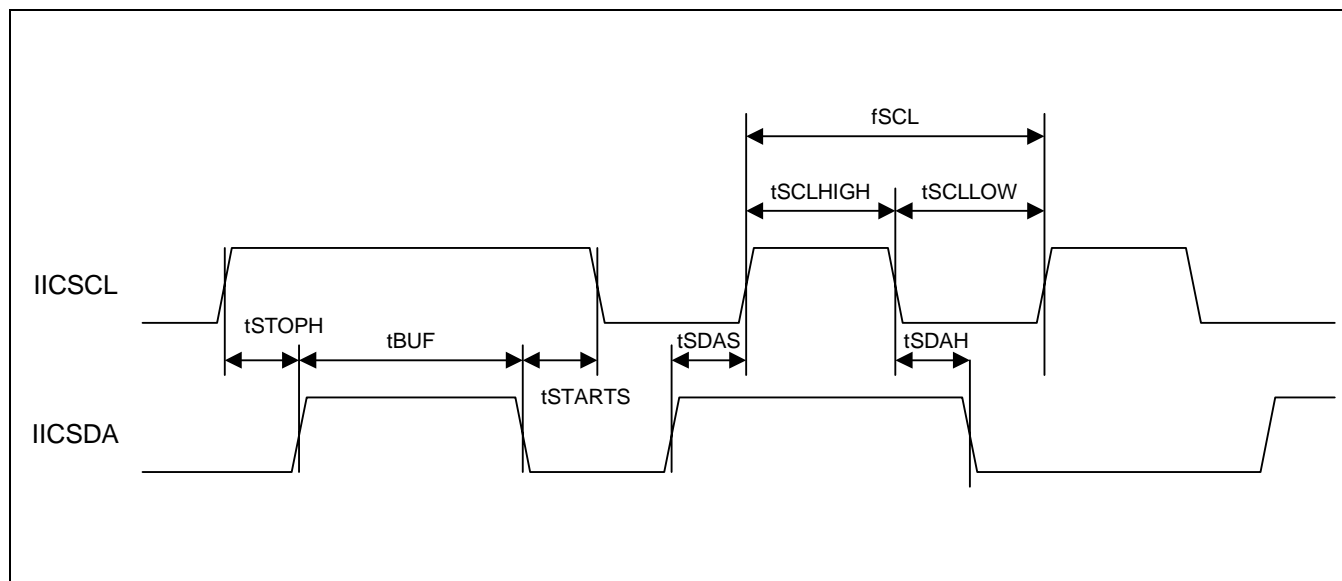 fSCL
tSCLHIGH
tSCLLOW
IICSCL
tSTOPH
tBUF
tSDAS
tSDAH
tSTARTS
IICSDA